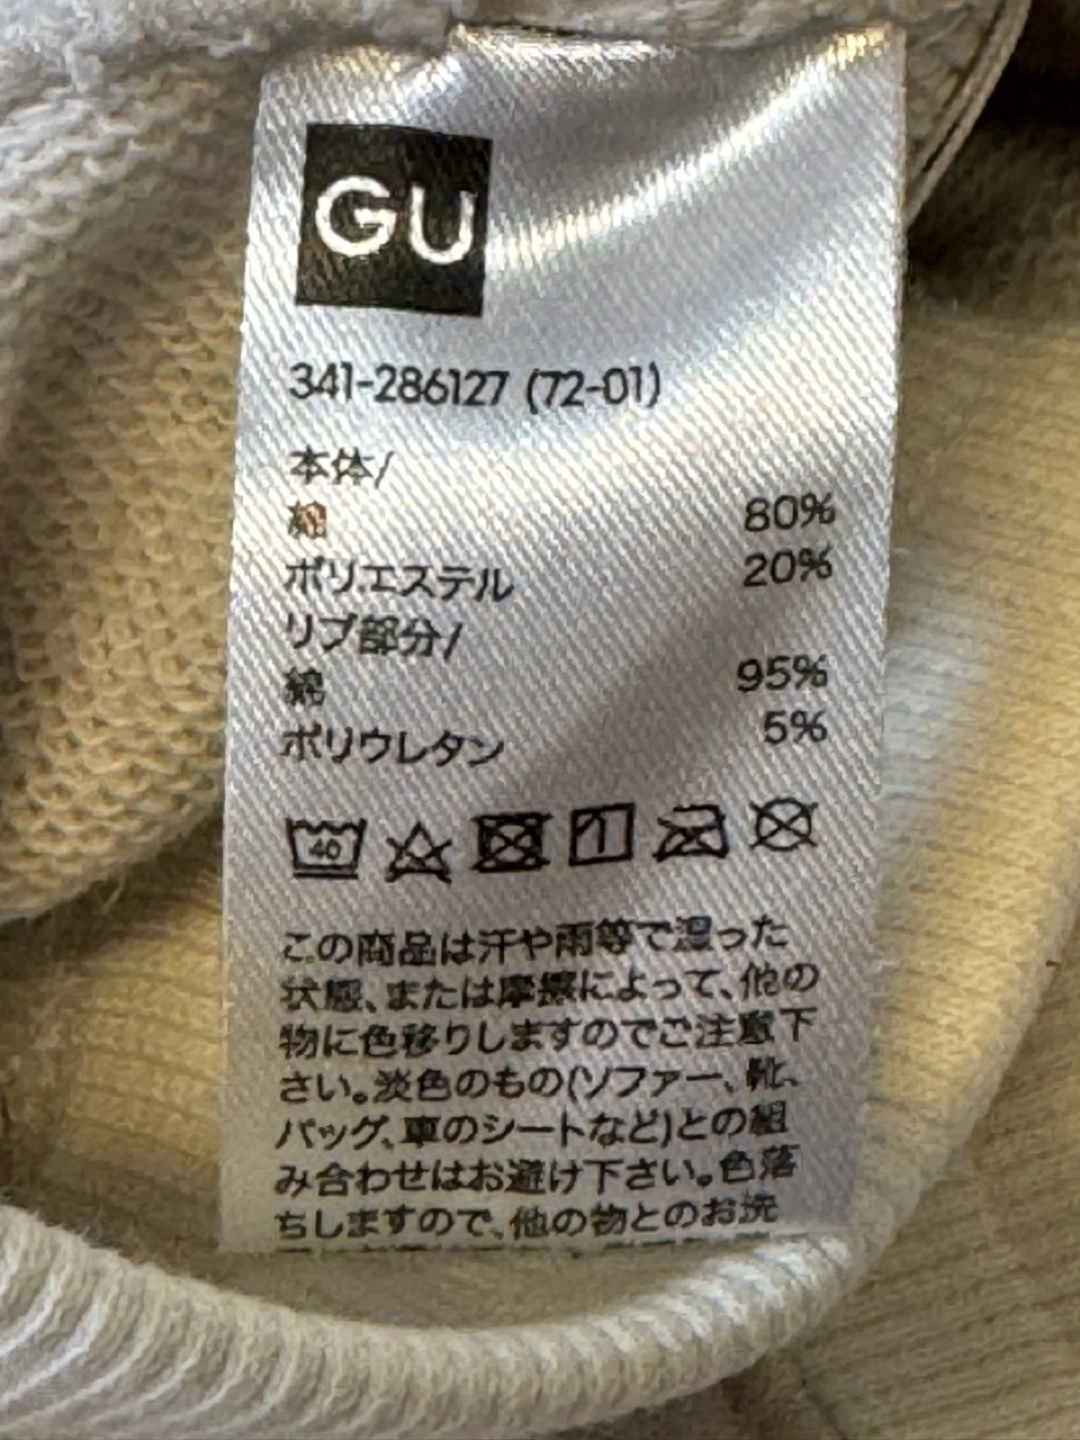 GU
341-286127 (72-01)
本体/
綿 80%
ポリエステル 20%
リブ部分/
綿 95%
ポリウレタン 5%
40
この商品は汗や雨等で湿った
状態、または摩擦によって、他の
物に色移りしますのでご注意下
さい。淡色のもの(ソファー、靴、
バッグ、車のシートなど)との組
み合わせはお避け下さい。色落
ちしますので、他の物とのお洗